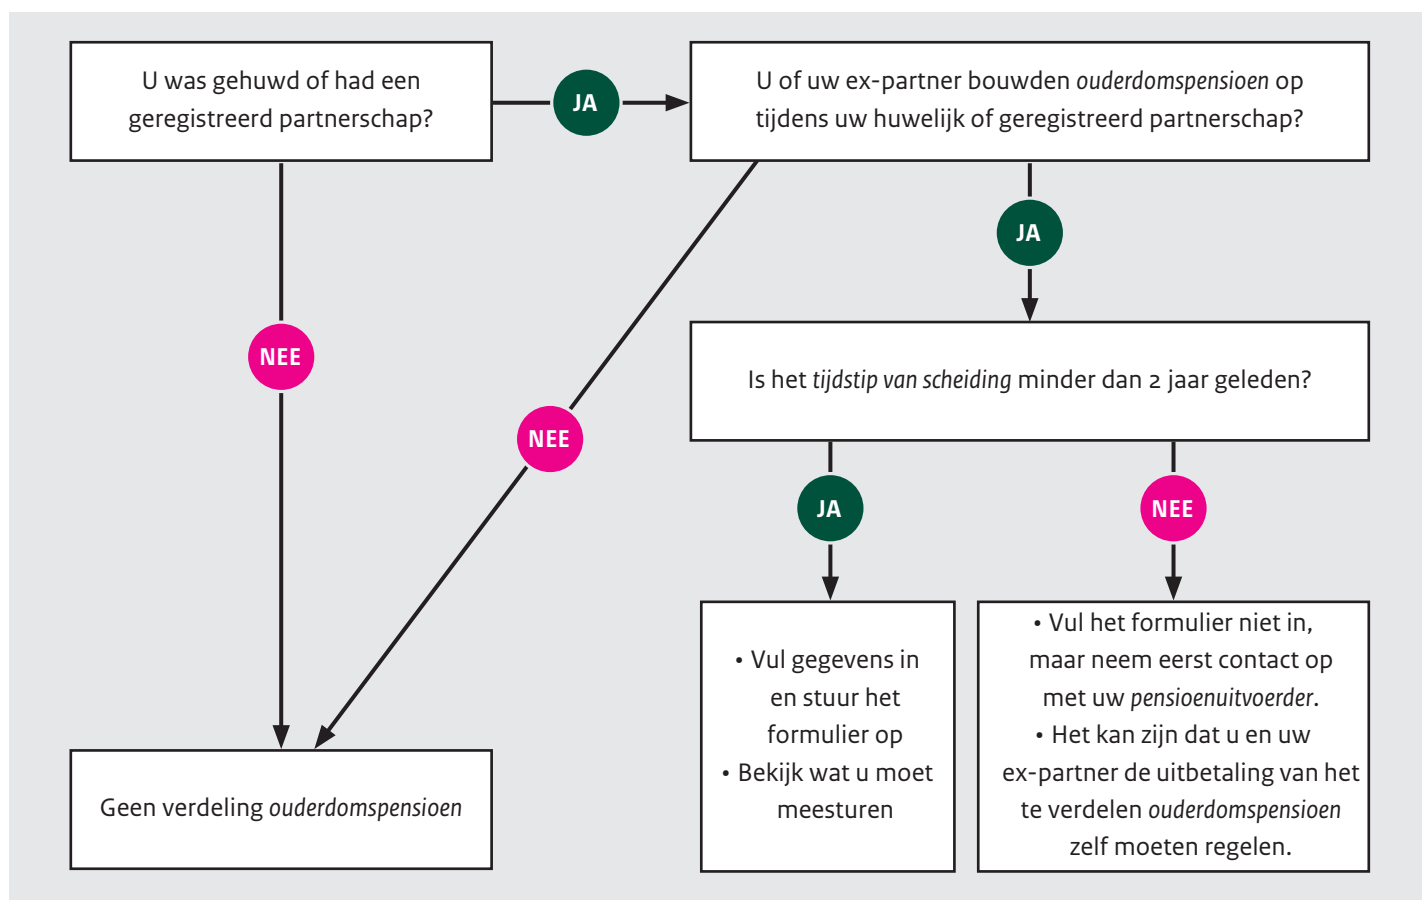 U was gehuwd of had een
geregistreerd partnerschap?
JA
U of uw ex-partner bouwden ouderdomspensioen op
tijdens uw huwelijk of geregistreerd partnerschap?
JA
NEE
Is het tijdstip van scheiding minder dan 2 jaar geleden?
NEE
JA
NEE
• Vul gegevens in
en stuur het
formulier op
• Bekijk wat u moet
meesturen
• Vul het formulier niet in,
maar neem eerst contact op
met uw pensioenuitvoerder.
• Het kan zijn dat u en uw
ex-partner de uitbetaling van het
te verdelen ouderdomspensioen
zelf moeten regelen.
Geen verdeling ouderdomspensioen